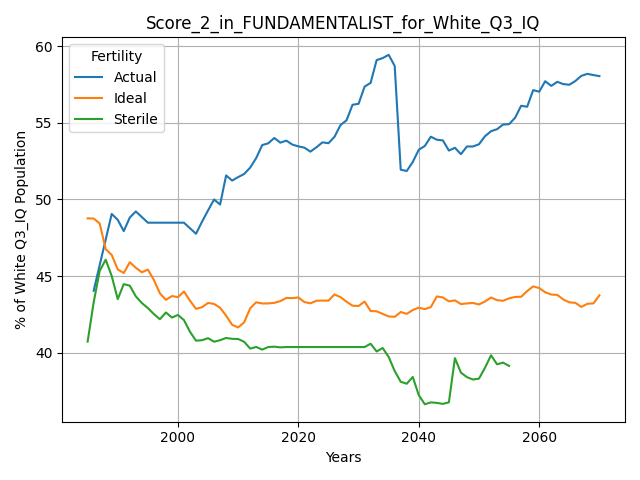 Score_2_in_FUNDAMENTALIST_for_White_Q3_IQ
Fertility
Actual
Ideal
Sterile
% of White Q3_IQ Population
60
55
50
45
40
2000
2020
2040
2060
Years